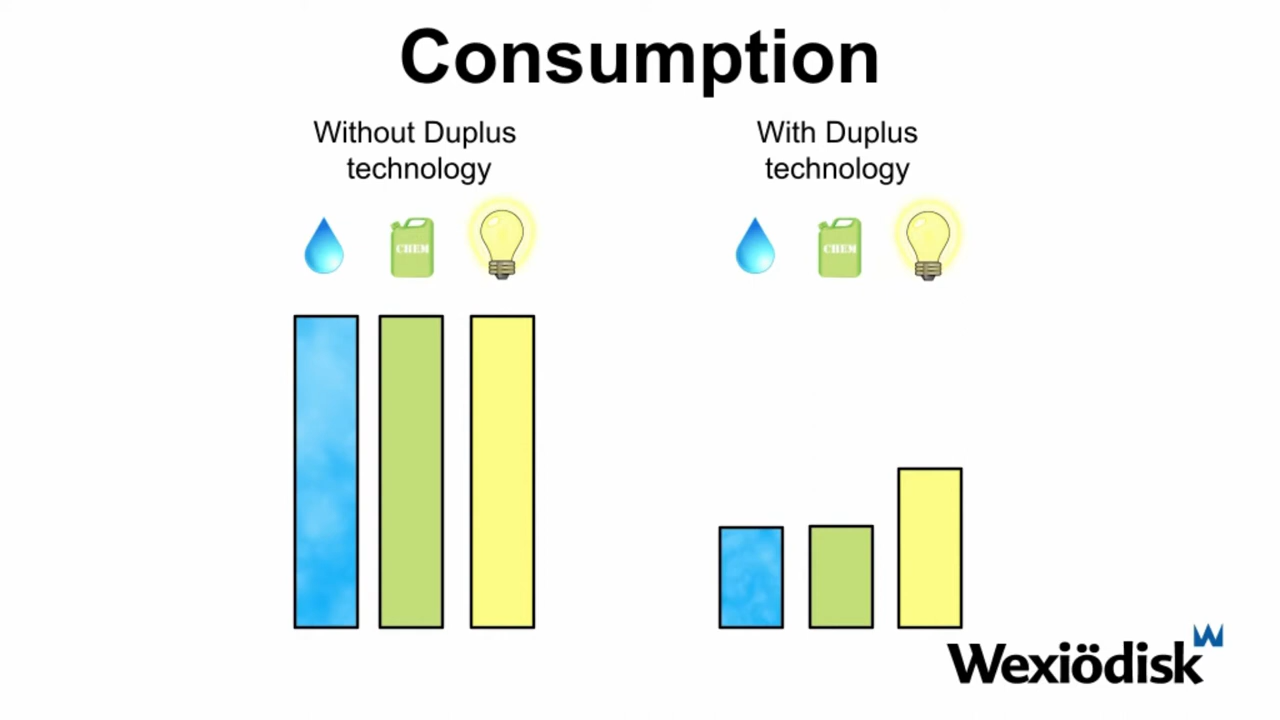 Consumption
Without Duplus
technology
With Duplus
technology
CHEM
CHEM
Wexiödisk